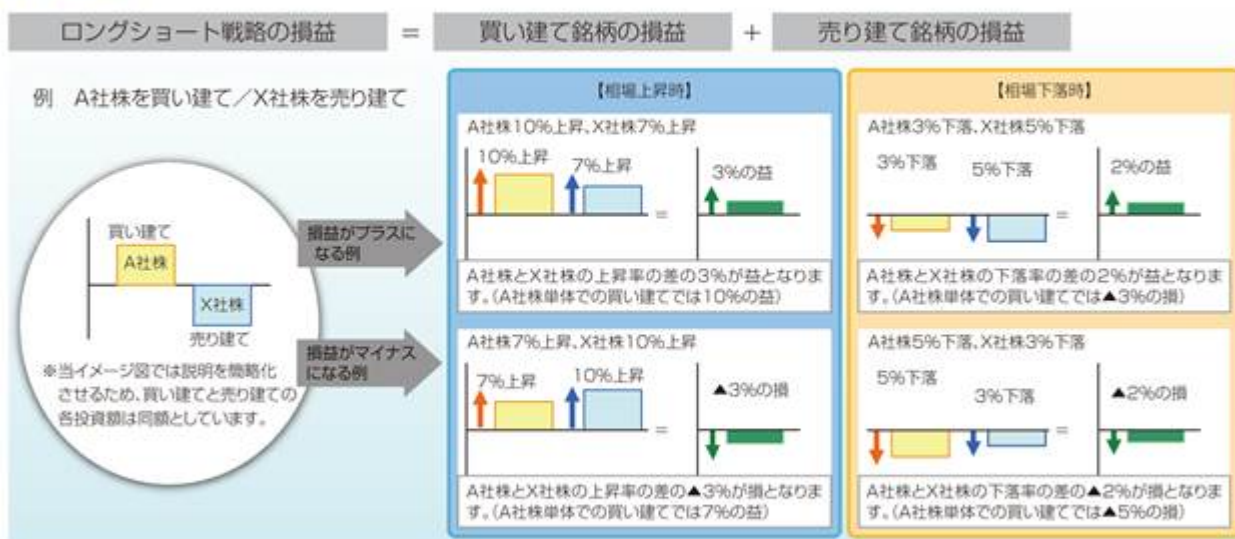 ロングショート戦略の損益 = 買い建て銘柄の損益 + 売り建て銘柄の損益
例 A社株を買い建て／X社株を売り建て
買い建て
A社株
X社株
売り建て
※当イメージ図では説明を簡略化
させるため、買い建てと売り建ての
各投資額は同額としています。
損益がプラスに
なる例
損益がマイナス
になる例
【相場上昇時】
A社株10%上昇、X社株7%上昇
10%上昇
7%上昇
=
3%の益
A社株とX社株の上昇率の差の3%が益となりま
す。（A社株単体での買い建てでは10%の益）
A社株7%上昇、X社株10%上昇
7%上昇
10%上昇
=
▲3%の損
A社株とX社株の上昇率の差の▲3%が損となりま
す。（A社株単体での買い建てでは7%の益）
【相場下落時】
A社株3%下落、X社株5%下落
3%下落
5%下落
=
2%の益
A社株とX社株の下落率の差の2%が益となりま
す。（A社株単体での買い建てでは▲3%の損）
A社株5%下落、X社株3%下落
5%下落
3%下落
=
▲2%の損
A社株とX社株の下落率の差の▲2%が損となりま
す。（A社株単体での買い建てでは▲5%の損）